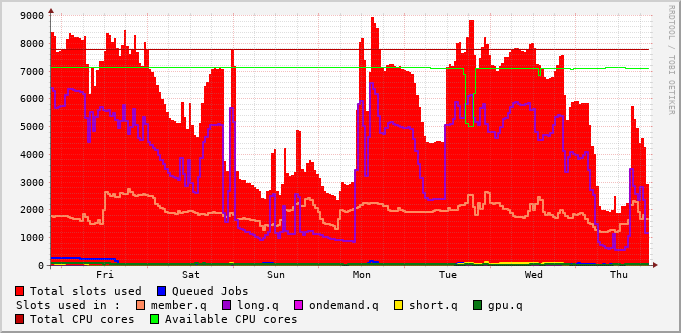 9000
8000
7000
6000
5000
4000
3000
2000
1000
0
Fri Sat Sun Mon Tue Wed Thu
RRDTOOL / TOBI OETIKER
Total slots used Queued Jobs
Slots used in : member.q long.q ondemand.q short.q gpu.q
Total CPU cores Available CPU cores